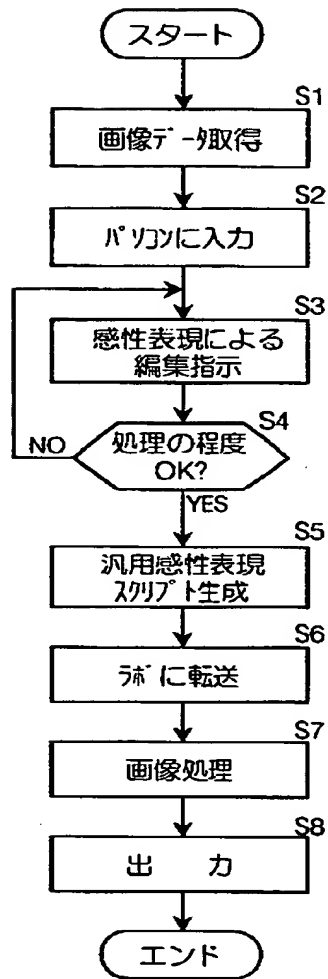 スタート
S1
画像データ取得
S2
パソコンに入力
S3
感性表現による
編集指示
S4
処理の程度
OK?
NO
YES
S5
汎用感性表現
スクリプト生成
S6
ラボに転送
S7
画像処理
S8
出 力
エンド